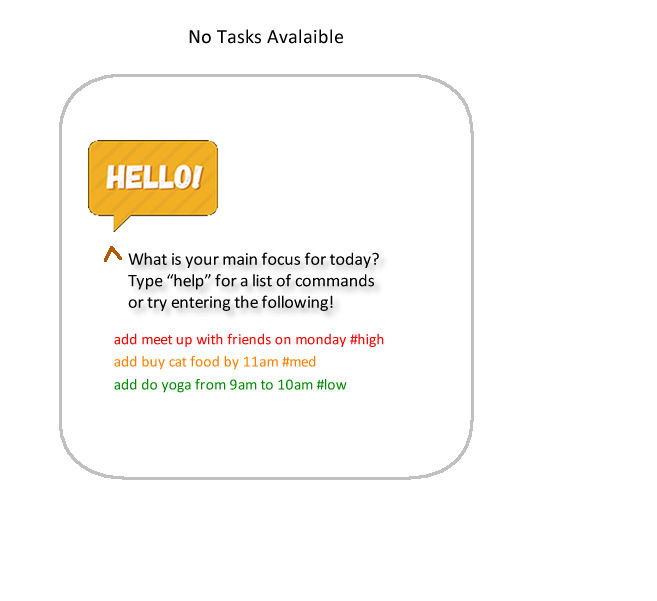 No Tasks Avalaible
HELLO!
What is your main focus for today?
Type “help” for a list of commands
or try entering the following!
add meet up with friends on monday #high
add buy cat food by 11am #med
add do yoga from 9am to 10am #low